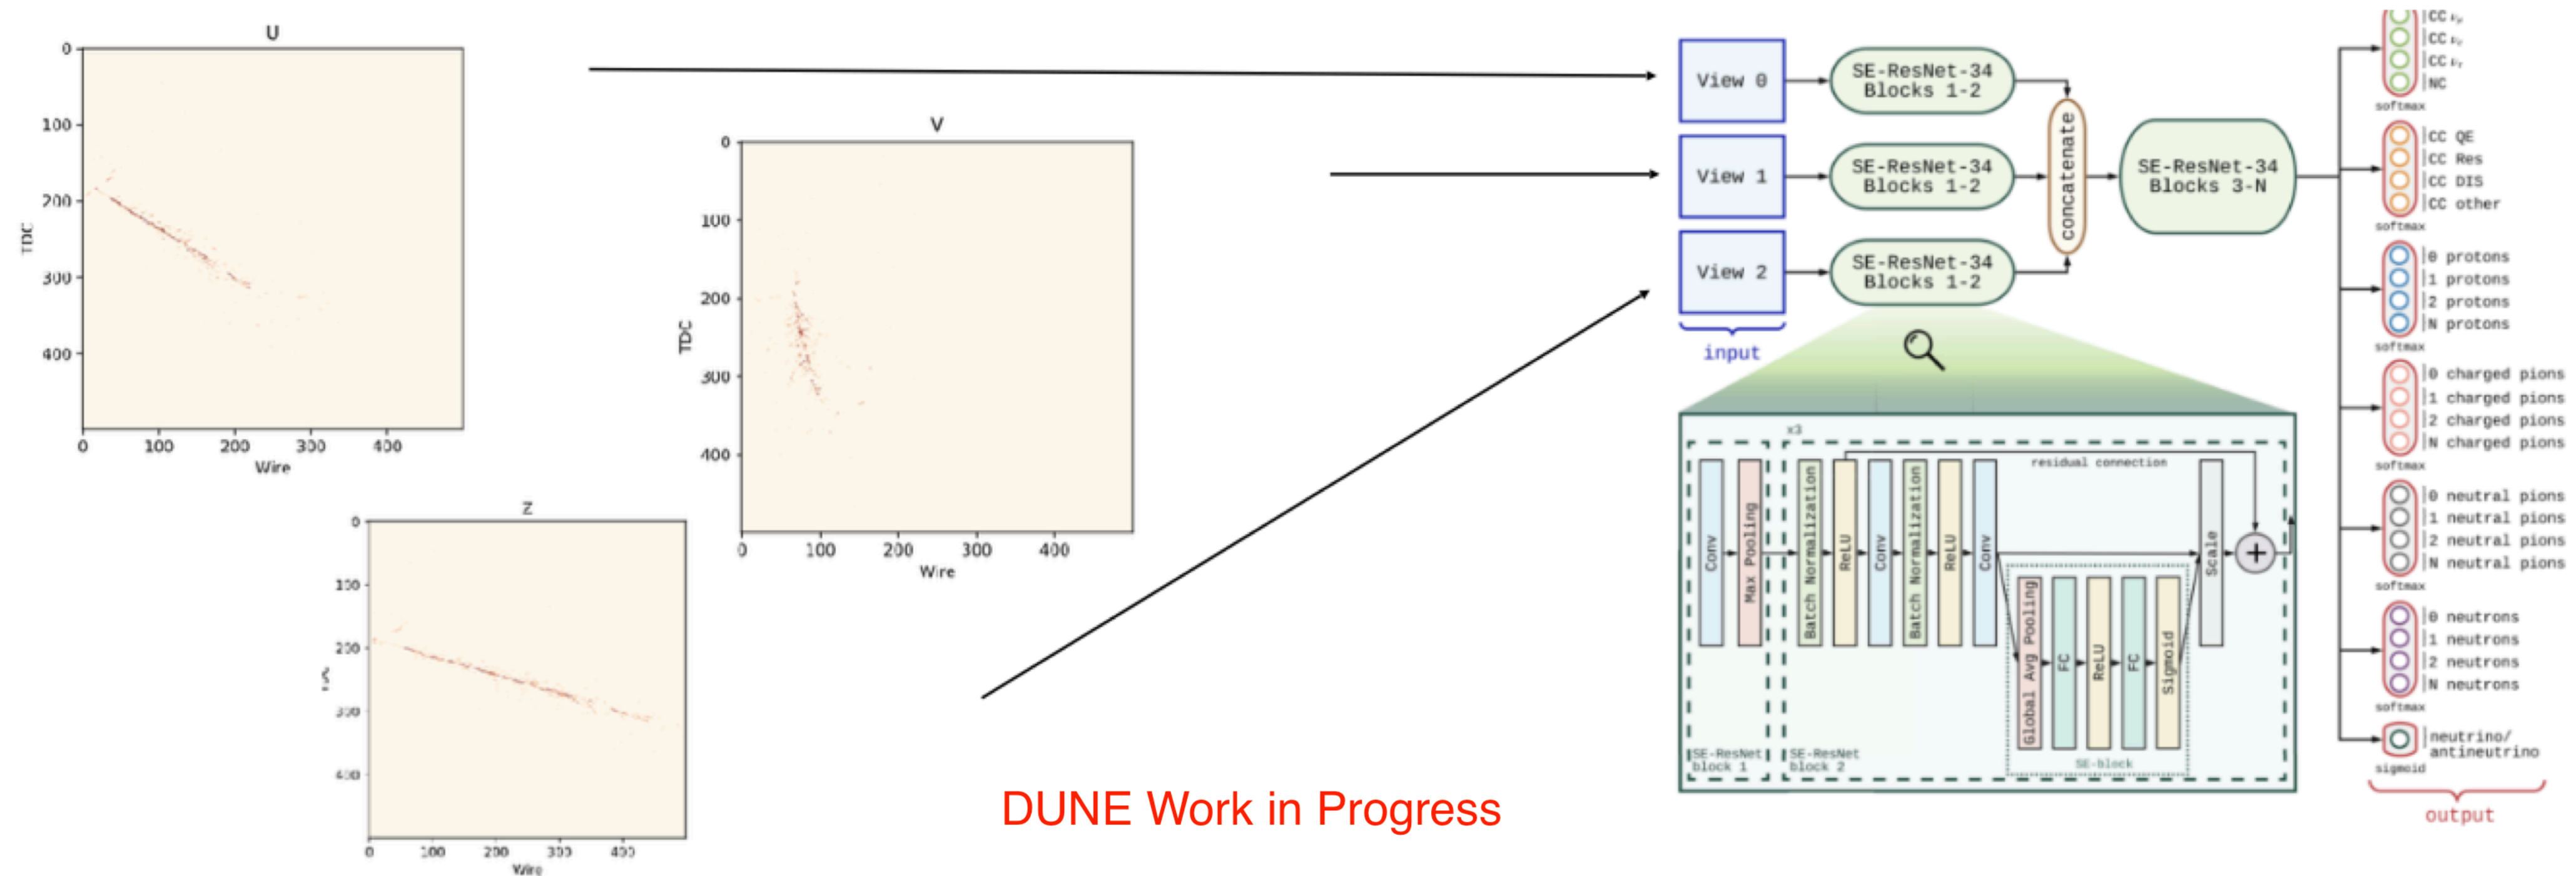 U
0
100
200
300
400
TDC
0 100 200 300 400
Wire
V
0
100
200
300
400
TDC
0 100 200 300 400
Wire
Z
0
100
200
300
400
0 100 200 300 400
Wire
DUNE Work in Progress
View 0
View 1
View 2
input
SE-ResNet-34
Blocks 1-2
SE-ResNet-34
Blocks 1-2
SE-ResNet-34
Blocks 1-2
concatenate
SE-ResNet-34
Blocks 3-N
x3
residual connection
Conv
Max Pooling
Batch Normalization
ReLU
Conv
Batch Normalization
ReLU
Conv
Global Avg Pooling
FC
ReLU
FC
Sigmoid
Scale
+
SE-ResNet
block 1
SE-ResNet
block 2
SE-block
CC νμ
CC νe
CC ντ
NC
softmax
CC QE
CC Res
CC DIS
CC other
softmax
0 protons
1 protons
2 protons
N protons
softmax
0 charged pions
1 charged pions
2 charged pions
N charged pions
softmax
0 neutral pions
1 neutral pions
2 neutral pions
N neutral pions
softmax
0 neutrons
1 neutrons
2 neutrons
N neutrons
softmax
neutrino/
antineutrino
sigmoid
output